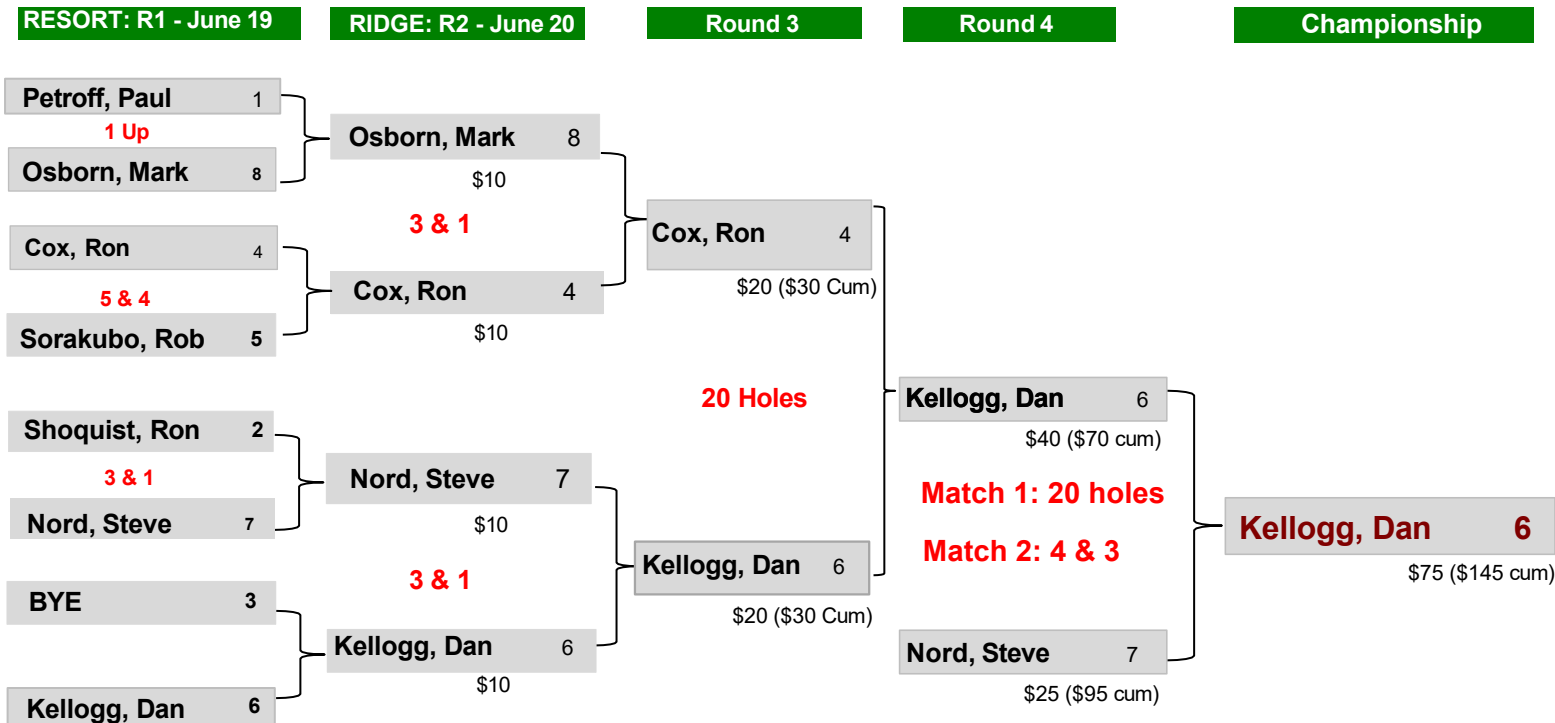 RESORT: R1 - June 19
RIDGE: R2 - June 20
Round 3
Round 4
Championship
Petroff, Paul 1
1 Up
Osborn, Mark 8
Cox, Ron 4
5 & 4
Sorakubo, Rob 5
Shoquist, Ron 2
3 & 1
Nord, Steve 7
BYE 3
Kellogg, Dan 6
Osborn, Mark 8
$10
3 & 1
Cox, Ron 4
$10
Nord, Steve 7
$10
3 & 1
Kellogg, Dan 6
$10
Cox, Ron 4
$20 ($30 Cum)
20 Holes
Kellogg, Dan 6
$20 ($30 Cum)
Kellogg, Dan 6
$40 ($70 cum)
Match 1: 20 holes
Match 2: 4 & 3
Nord, Steve 7
$25 ($95 cum)
Kellogg, Dan 6
$75 ($145 cum)